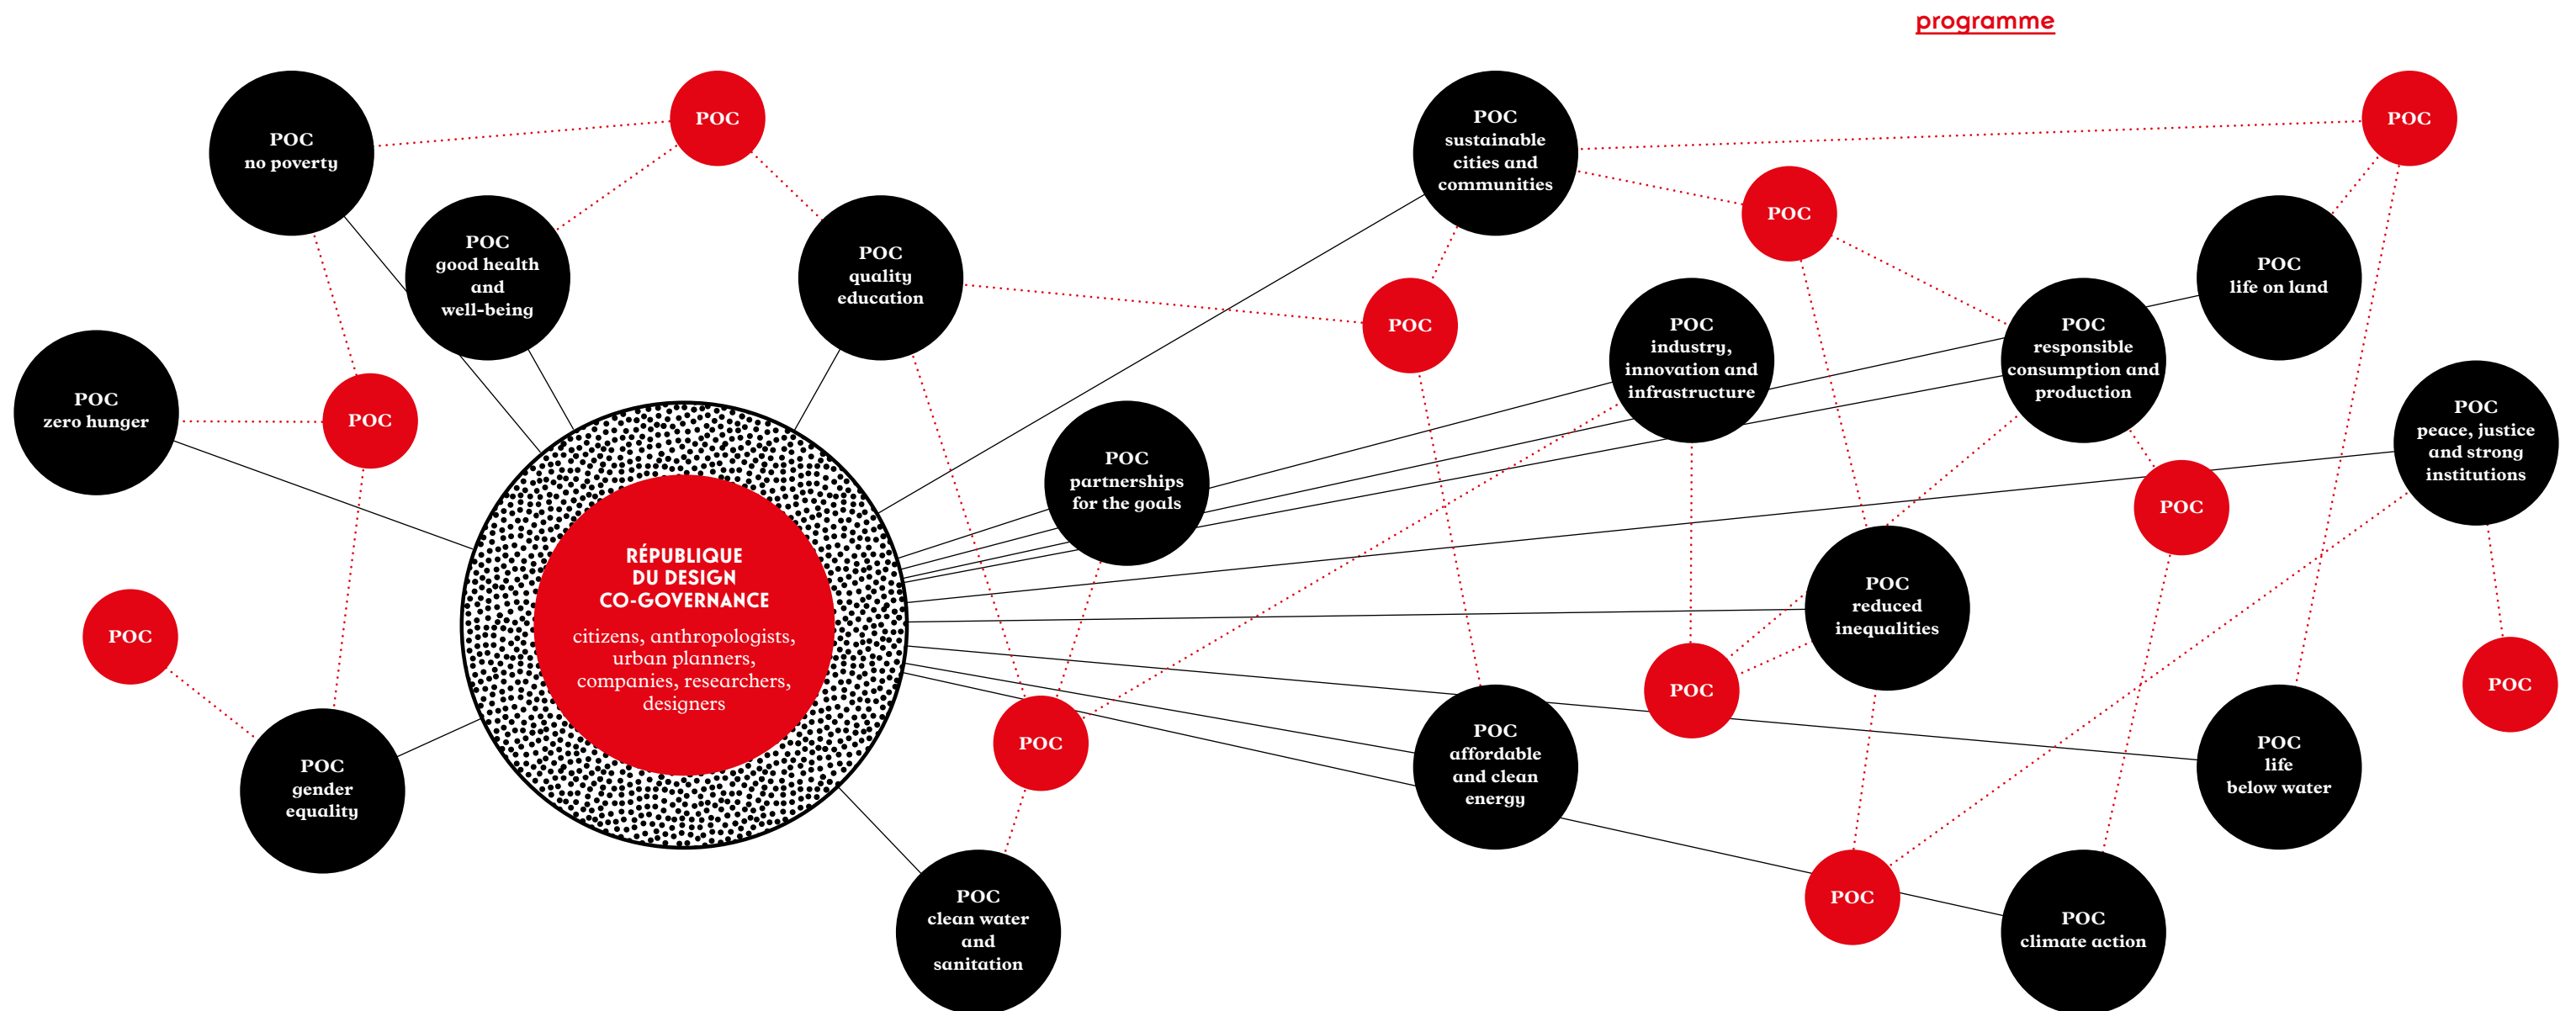 programme
POC
no poverty
POC
POC
sustainable
cities and
communities
POC
POC
POC
good health
and
well-being
POC
quality
education
POC
POC
industry,
innovation and
infrastructure
POC
responsible
consumption and
production
POC
life on land
POC
zero hunger
POC
POC
partnerships
for the goals
POC
peace, justice
and strong
institutions
POC
RÉPUBLIQUE
DU DESIGN
CO-GOVERNANCE
citizens, anthropologists,
urban planners,
companies, researchers,
designers
POC
reduced
inequalities
POC
POC
gender
equality
POC
POC
affordable
and clean
energy
POC
POC
life
below water
POC
POC
clean water
and
sanitation
POC
POC
climate action